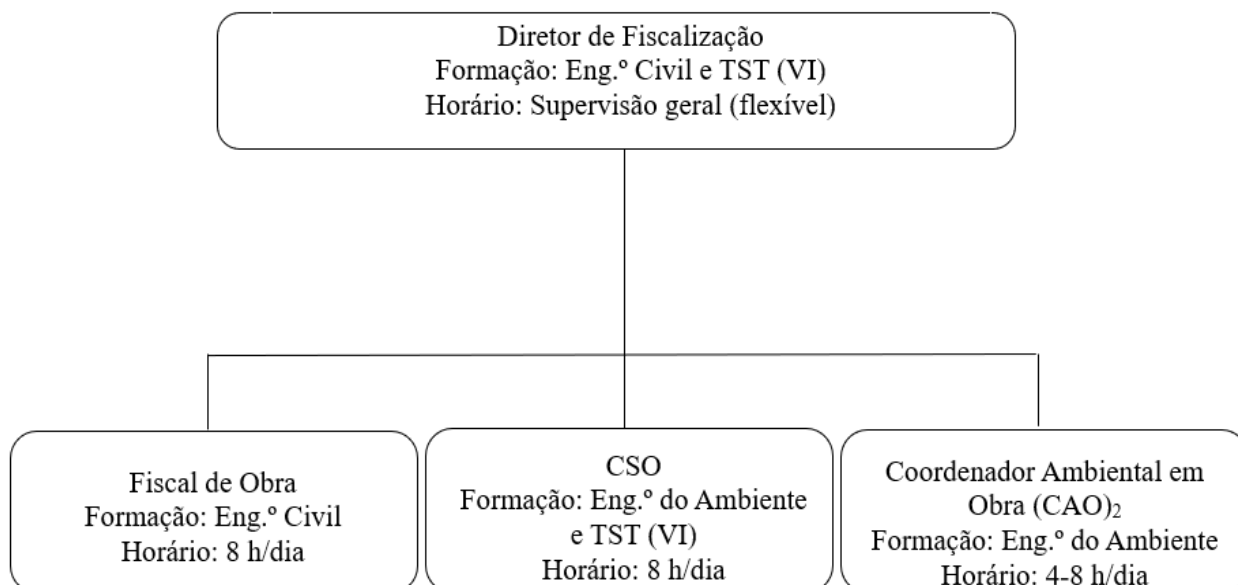 Diretor de Fiscalização
Formação: Eng.º Civil e TST (VI)
Horário: Supervisão geral (flexível)
Fiscal de Obra
Formação: Eng.º Civil
Horário: 8 h/dia
CSO
Formação: Eng.º do Ambiente
e TST (VI)
Horário: 8 h/dia
Coordenador Ambiental em
Obra (CAO)₂
Formação: Eng.º do Ambiente
Horário: 4-8 h/dia